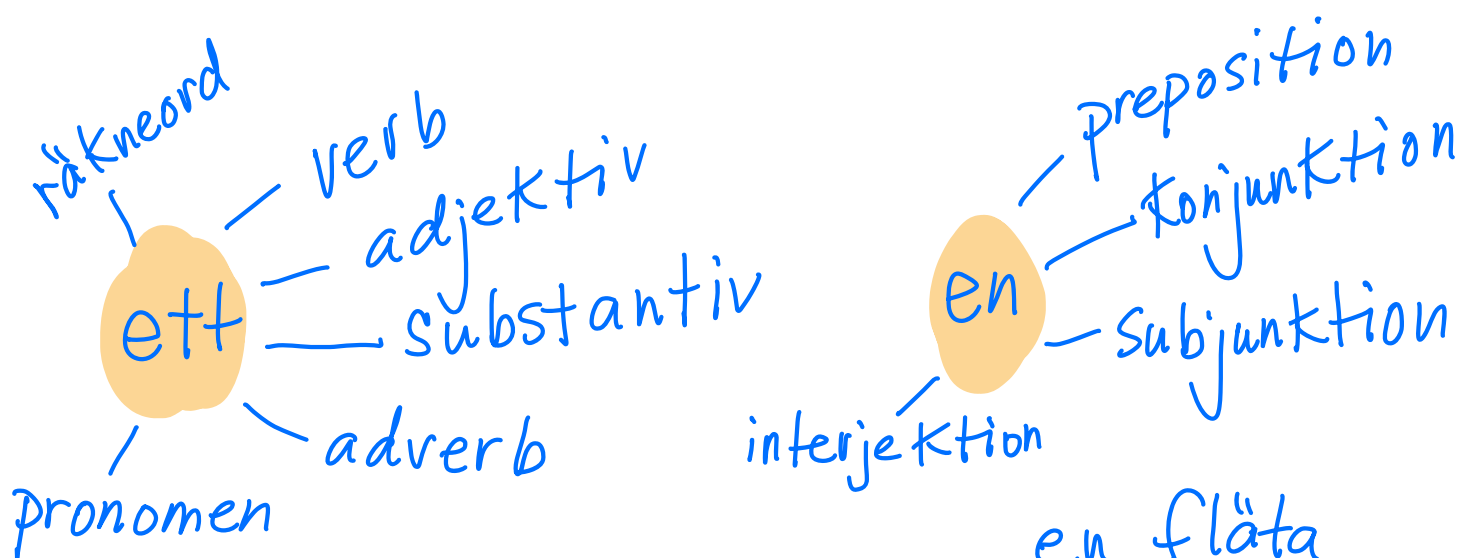 räkneord
verb
adjektiv
substantiv
ett
adverb
pronomen
preposition
konjunktion
en
subjunktion
interjektion
en fläta